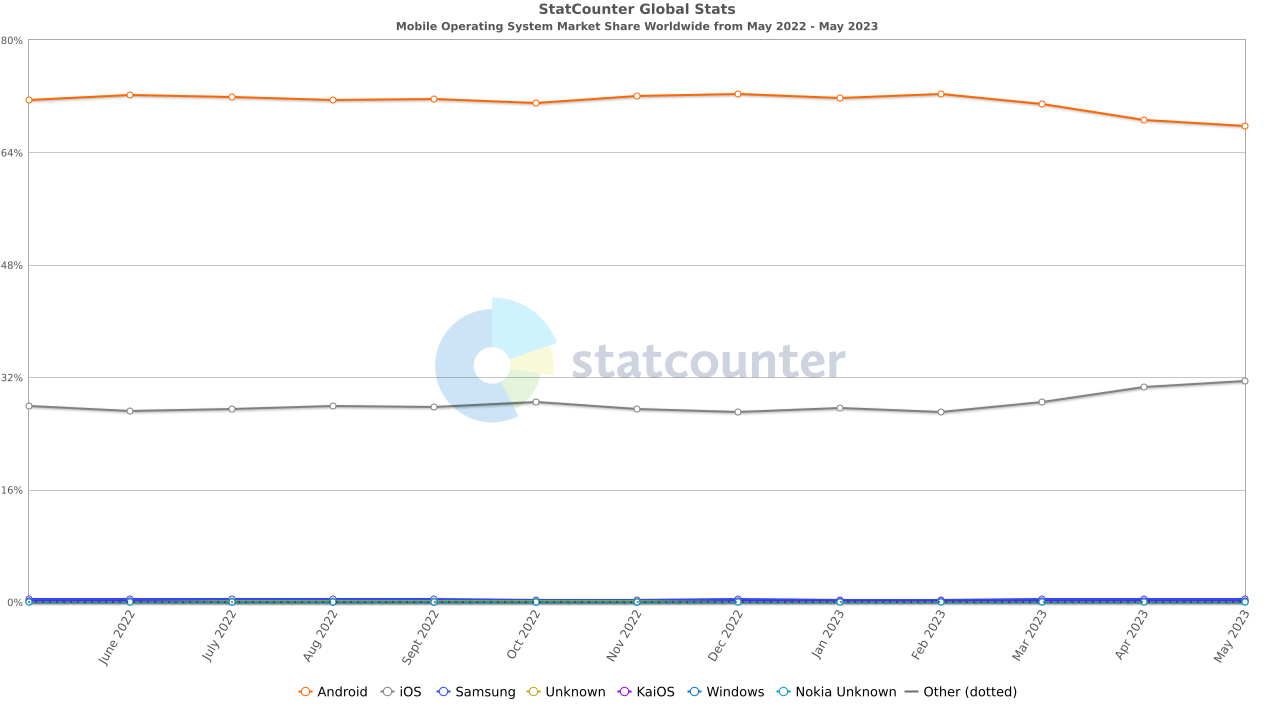 StatCounter Global Stats
Mobile Operating System Market Share Worldwide from May 2022 - May 2023
80%
64%
48%
statcounter
32%
16%
0%
June 2022
July 2022
Aug 2022
Sept 2022
Oct 2022
Nov 2022
Dec 2022
Jan 2023
Feb 2023
Mar 2023
Apr 2023
May 2023
Android iOS Samsung Unknown KaiOS Windows Nokia Unknown Other (dotted)